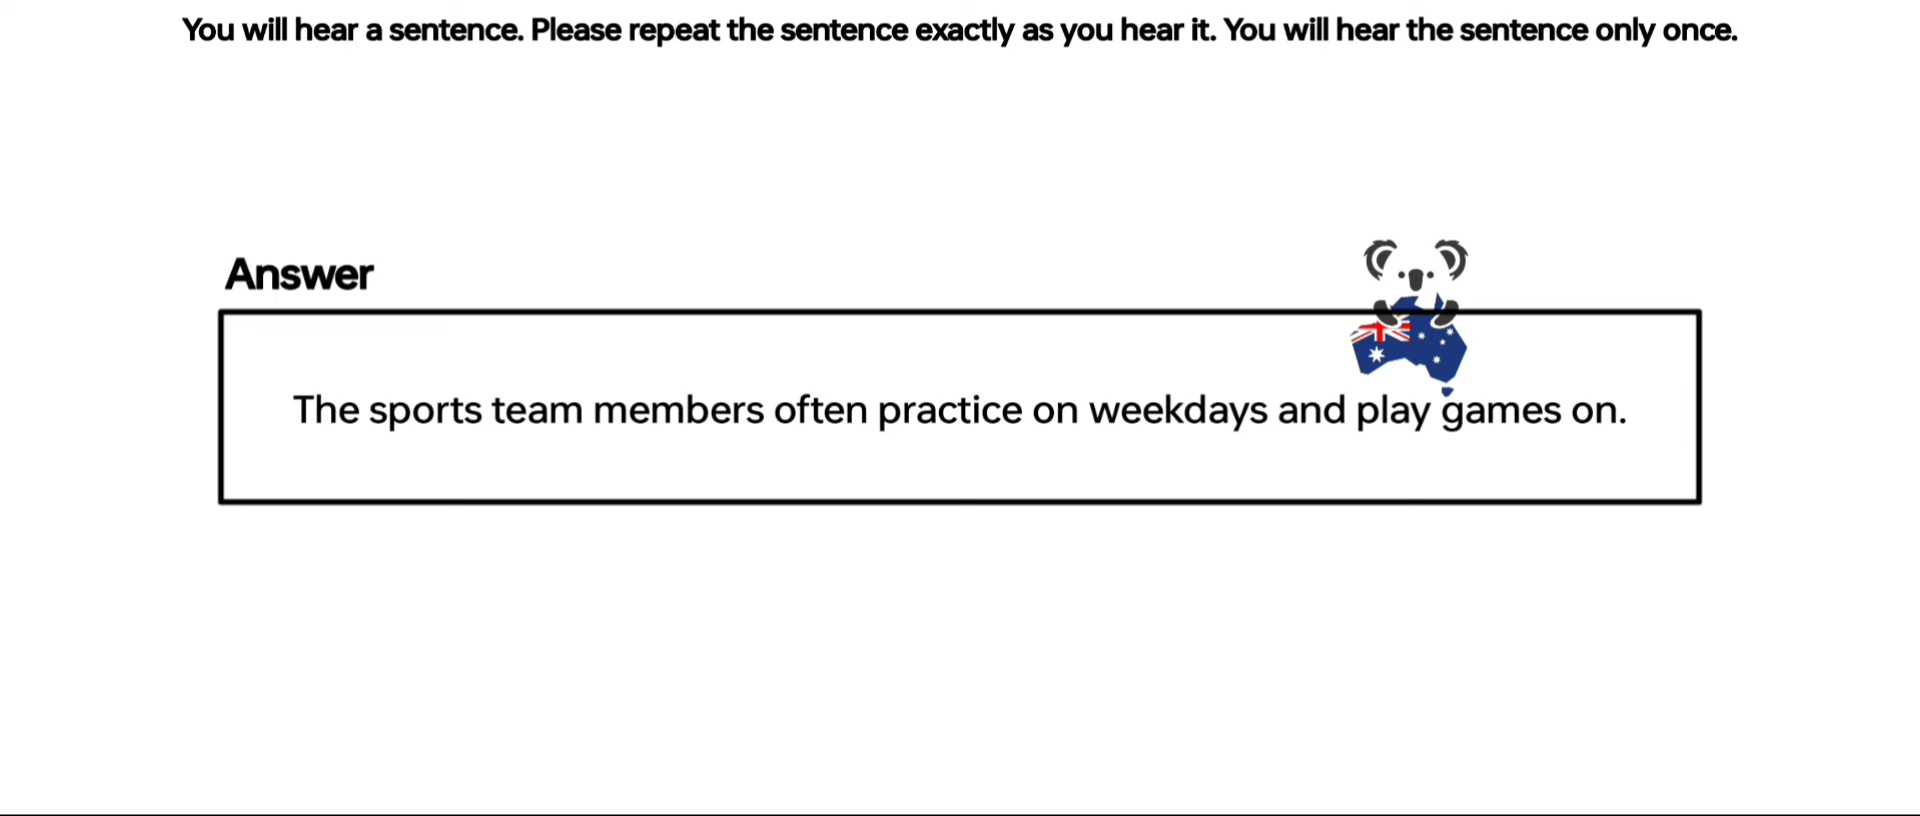 You will hear a sentence. Please repeat the sentence exactly as you hear it. You will hear the sentence only once.
Answer
The sports team members often practice on weekdays and play games on.